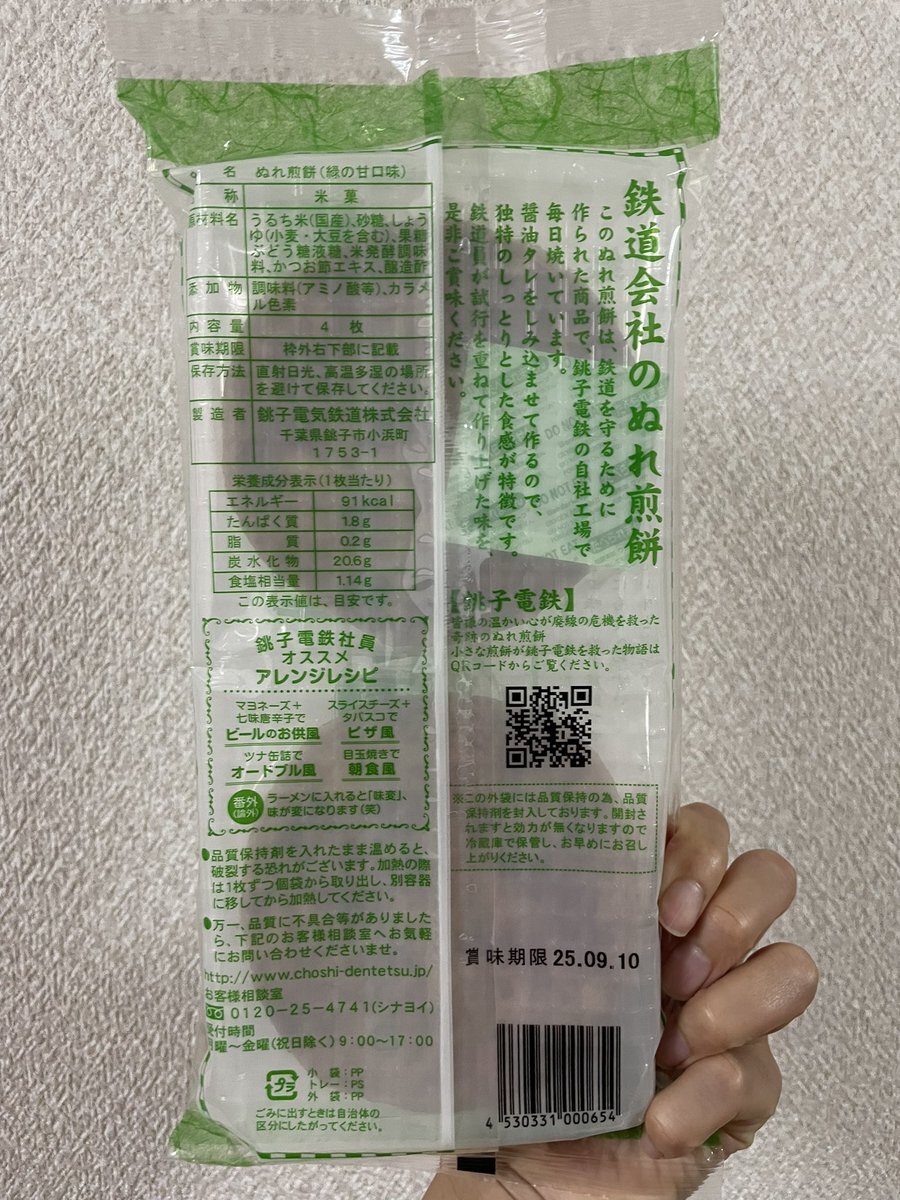 名 ぬれ煎餅(緑の甘口味)
称 米菓
原材料名 うるち米(国産)、砂糖、しょう
ゆ(小麦・大豆を含む)、果糖
ぶどう糖液糖、米発酵調味
料、かつお節エキス、醸造酢
添加物 調味料(アミノ酸等)、カラメ
ル色素
内容量 4枚
賞味期限 枠外右下部に記載
保存方法 直射日光、高温多湿の場所
を避けて保存してください。
製造者 銚子電気鉄道株式会社
千葉県銚子市小浜町
1753-1
栄養成分表示(1枚当たり)
エネルギー 91kcal
たんぱく質 1.8g
脂質 0.2g
炭水化物 20.6g
食塩相当量 1.14g
この表示値は、目安です。
銚子電鉄社員
オススメ
アレンジレシピ
マヨネーズ+
七味唐辛子で
ビールのお供風
スライスチーズ+
タバスコで
ピザ風
ツナ缶詰で
オードブル風
目玉焼きで
朝食風
番外
(論外)
ラーメンに入れると「味変」、
味が変になります(笑)
●品質保持剤を入れたまま温めると、
破裂する恐れがございます。加熱の際
は1枚ずつ個袋から取り出し、別容器
に移してから加熱してください。
●万一、品質に不具合等がありました
ら、下記のお客様相談室へお気軽
にお問い合わせくださいませ。
http://www.choshi-dentetsu.jp/
お客様相談室
0120-25-4741(シナヨイ)
受付時間
月曜〜金曜(祝日除く)9:00〜17:00
プラ
小袋:PP
トレー:PS
外袋:PP
ごみに出すときは自治体の
区分にしたがってください。
鉄道会社のぬれ煎餅
このぬれ煎餅は、鉄道を守るために
作られた商品で、銚子電鉄の自社工場で
毎日焼いています。
醤油タレをしみ込ませて作るので、
独特のしっとりとした食感が特徴です。
鉄道員が試行を重ねて作り上げた味を、
是非ご賞味ください。
【銚子電鉄】
皆様の温かい心が廃線の危機を救った
奇跡のぬれ煎餅
小さな煎餅が銚子電鉄を救った物語は
QRコードからご覧ください。
※この外袋には品質保持の為、品質
保持剤を封入しております。開封
されますと効力が無くなりますので
冷蔵庫で保管し、お早めにお召し
上がりください。
賞味期限 25.09.10
4 530331 000654